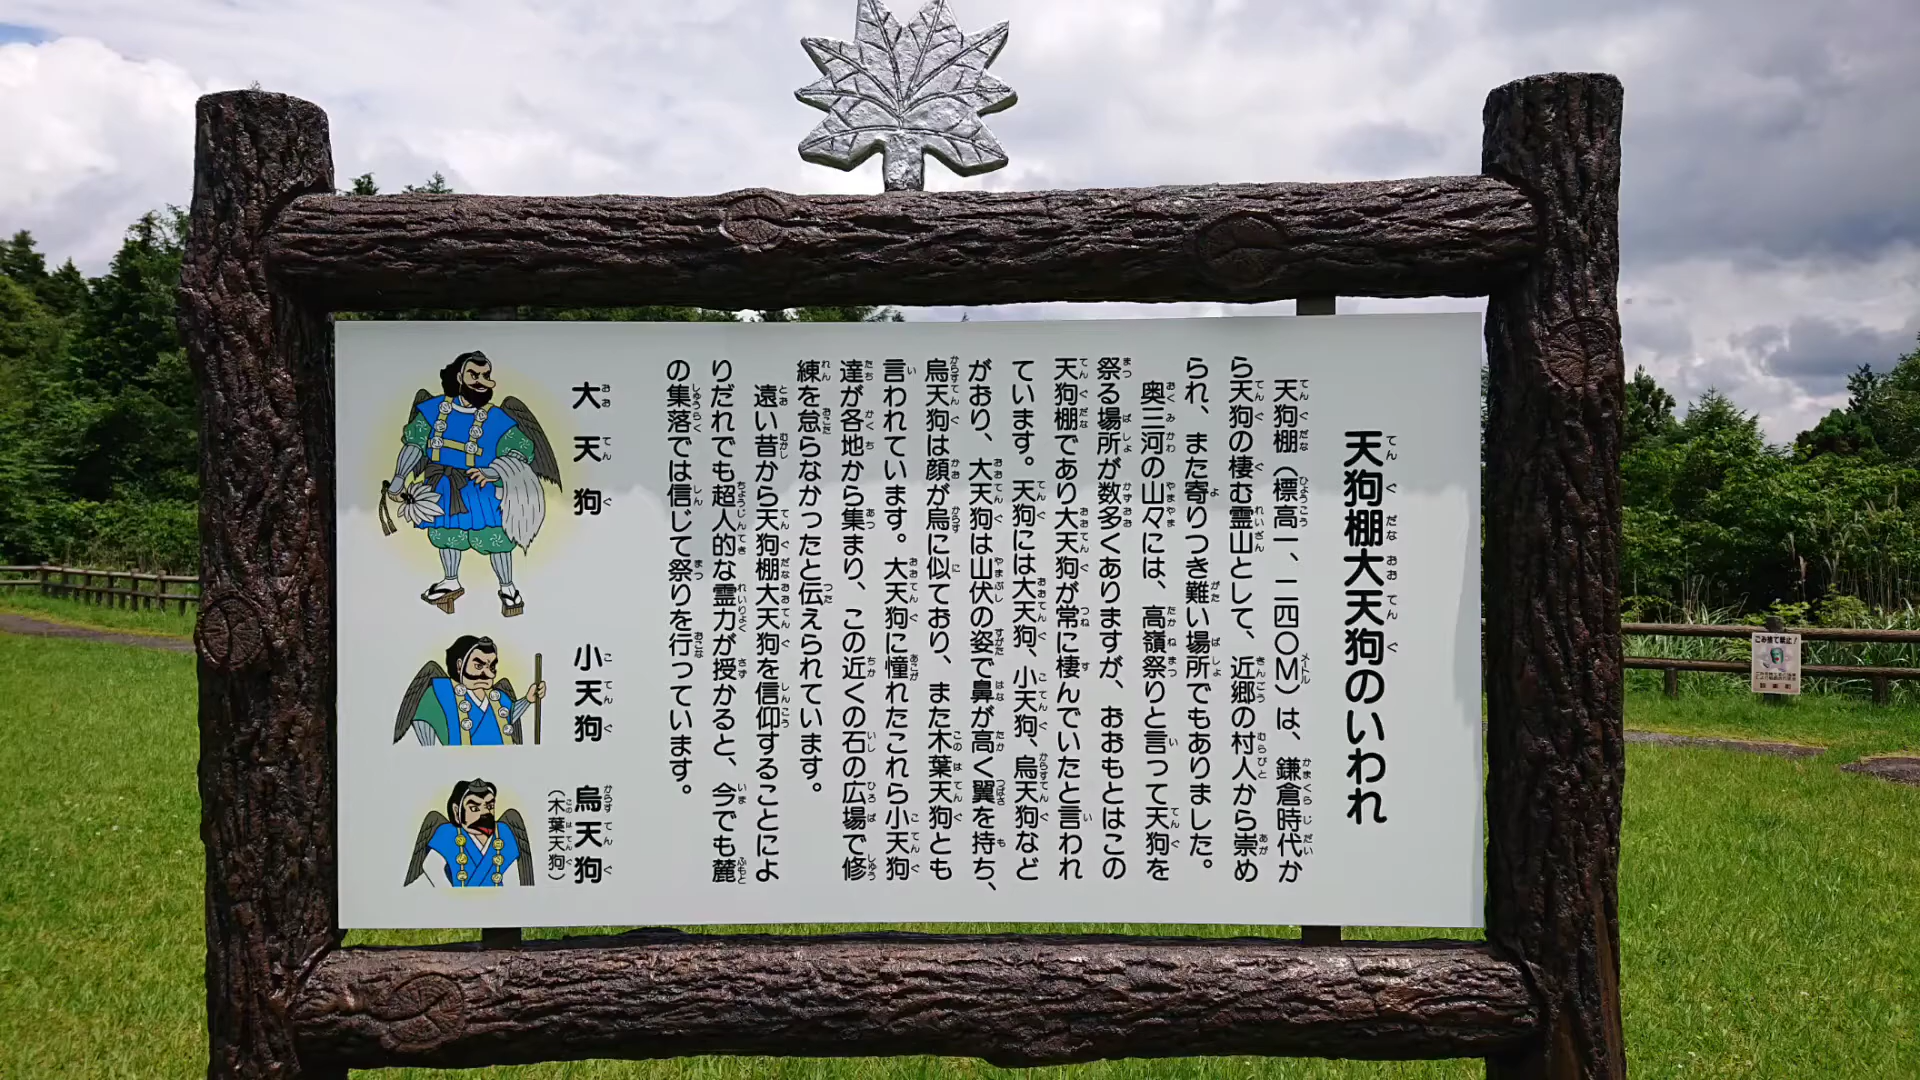 天狗棚大天狗のいわれ
天狗棚(標高一、二四〇M)は、鎌倉時代か
ら天狗の棲む霊山として、近郷の村人から崇め
られ、また寄りつき難い場所でもありました。
奥三河の山々には、高嶺祭りと言って天狗を
祭る場所が数多くありますが、おおもとはこの
天狗棚であり大天狗が常に棲んでいたと言われ
ています。天狗には大天狗、小天狗、烏天狗など
がおり、大天狗は山伏の姿で鼻が高く翼を持ち、
烏天狗は顔が烏に似ており、また木葉天狗とも
言われています。大天狗に憧れたこれら小天狗
達が各地から集まり、この近くの石の広場で修
練を怠らなかったと伝えられています。
遠い昔から天狗棚大天狗を信仰することによ
りだれでも超人的な霊力が授かると、今でも麓
の集落では信じて祭りを行っています。
大天狗
小天狗
烏天狗
(木葉天狗)
ごみ捨て禁止!